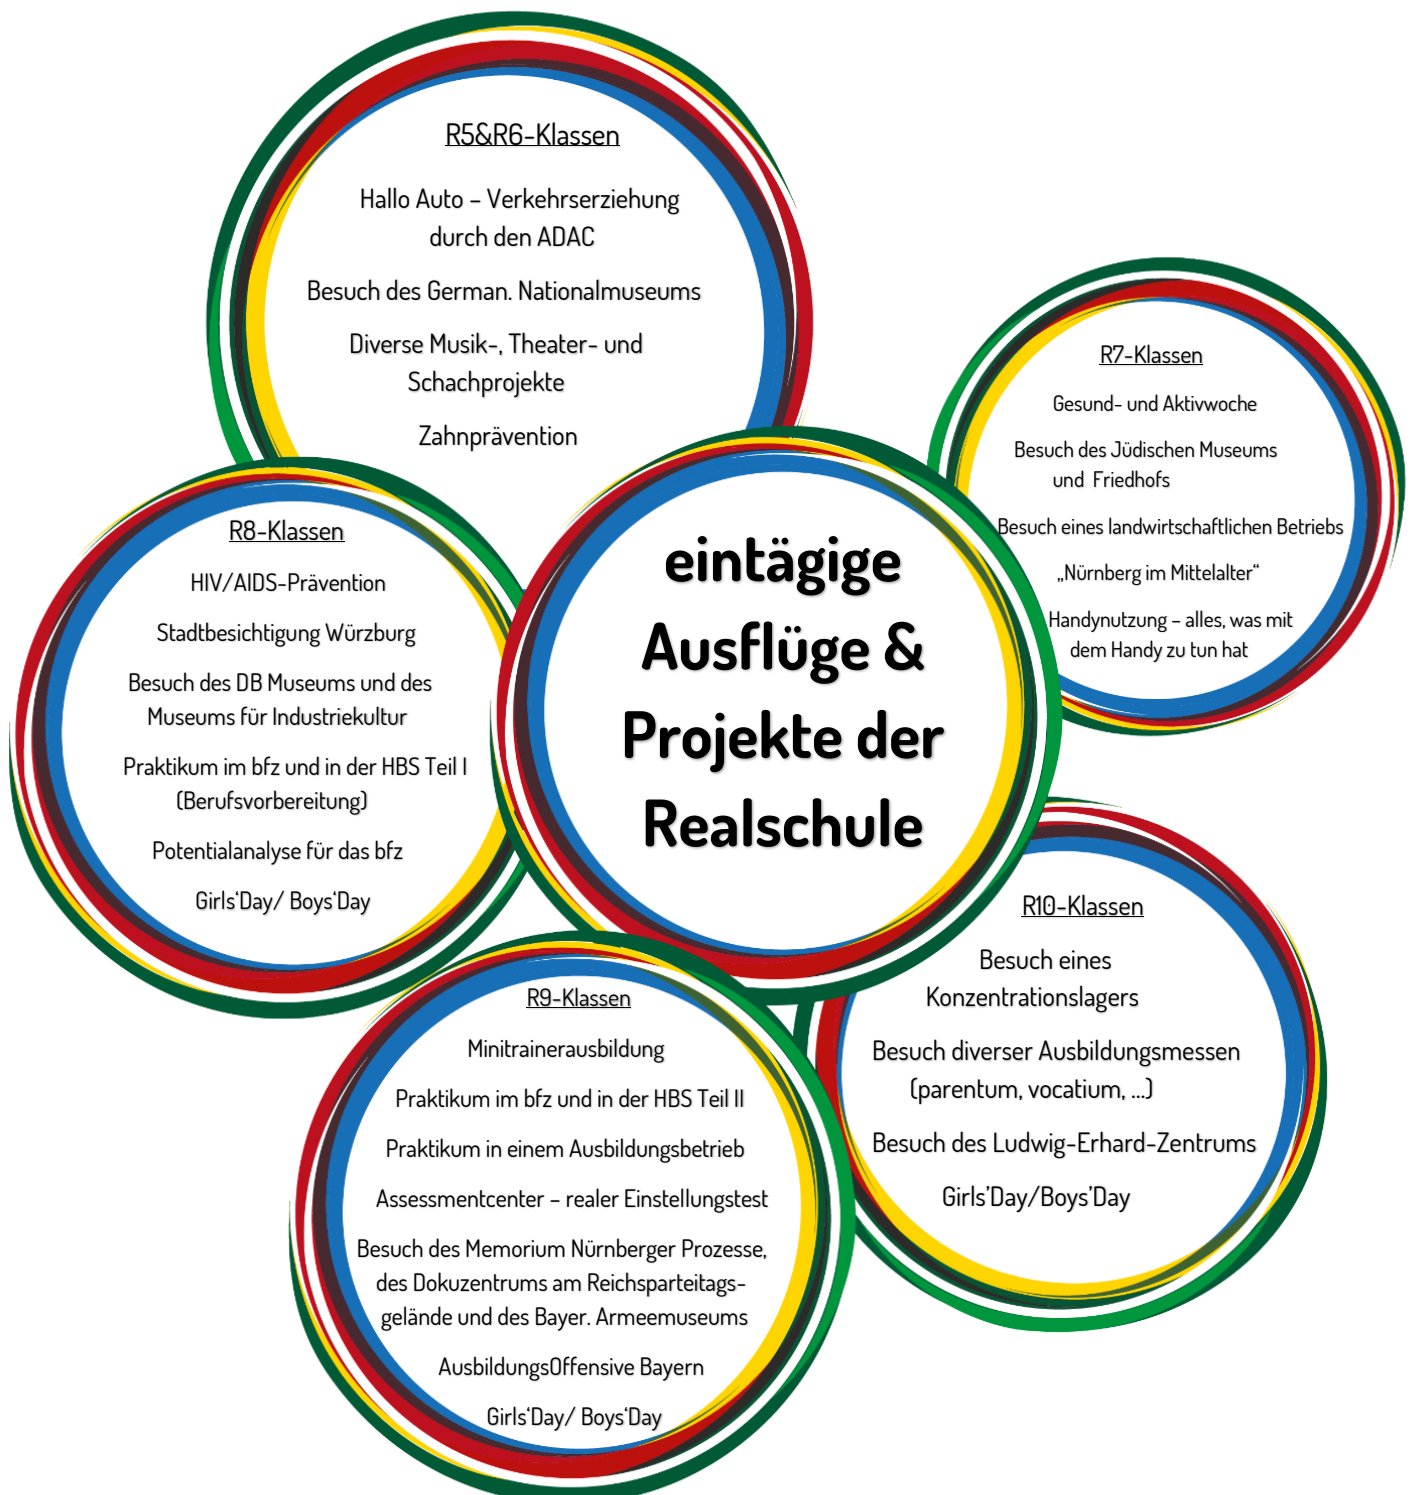 R5&R6-Klassen
Hallo Auto – Verkehrserziehung
durch den ADAC
Besuch des German. Nationalmuseums
Diverse Musik-, Theater- und
Schachprojekte
Zahnprävention
R7-Klassen
Gesund- und Aktivwoche
Besuch des Jüdischen Museums
und Friedhofs
Besuch eines landwirtschaftlichen Betriebs
„Nürnberg im Mittelalter“
Handynutzung – alles, was mit
dem Handy zu tun hat
eintägige
Ausflüge &
Projekte der
Realschule
R8-Klassen
HIV/AIDS-Prävention
Stadtbesichtigung Würzburg
Besuch des DB Museums und des
Museums für Industriekultur
Praktikum im bfz und in der HBS Teil I
(Berufsvorbereitung)
Potentialanalyse für das bfz
Girls‘Day/ Boys‘Day
R9-Klassen
Minitrainerausbildung
Praktikum im bfz und in der HBS Teil II
Praktikum in einem Ausbildungsbetrieb
Assessmentcenter – realer Einstellungstest
Besuch des Memorium Nürnberger Prozesse,
des Dokuzentrums am Reichsparteitags-
gelände und des Bayer. Armeemuseums
AusbildungsOffensive Bayern
Girls‘Day/ Boys‘Day
R10-Klassen
Besuch eines
Konzentrationslagers
Besuch diverser Ausbildungsmessen
(parentum, vocatium, ...)
Besuch des Ludwig-Erhard-Zentrums
Girls’Day/Boys’Day